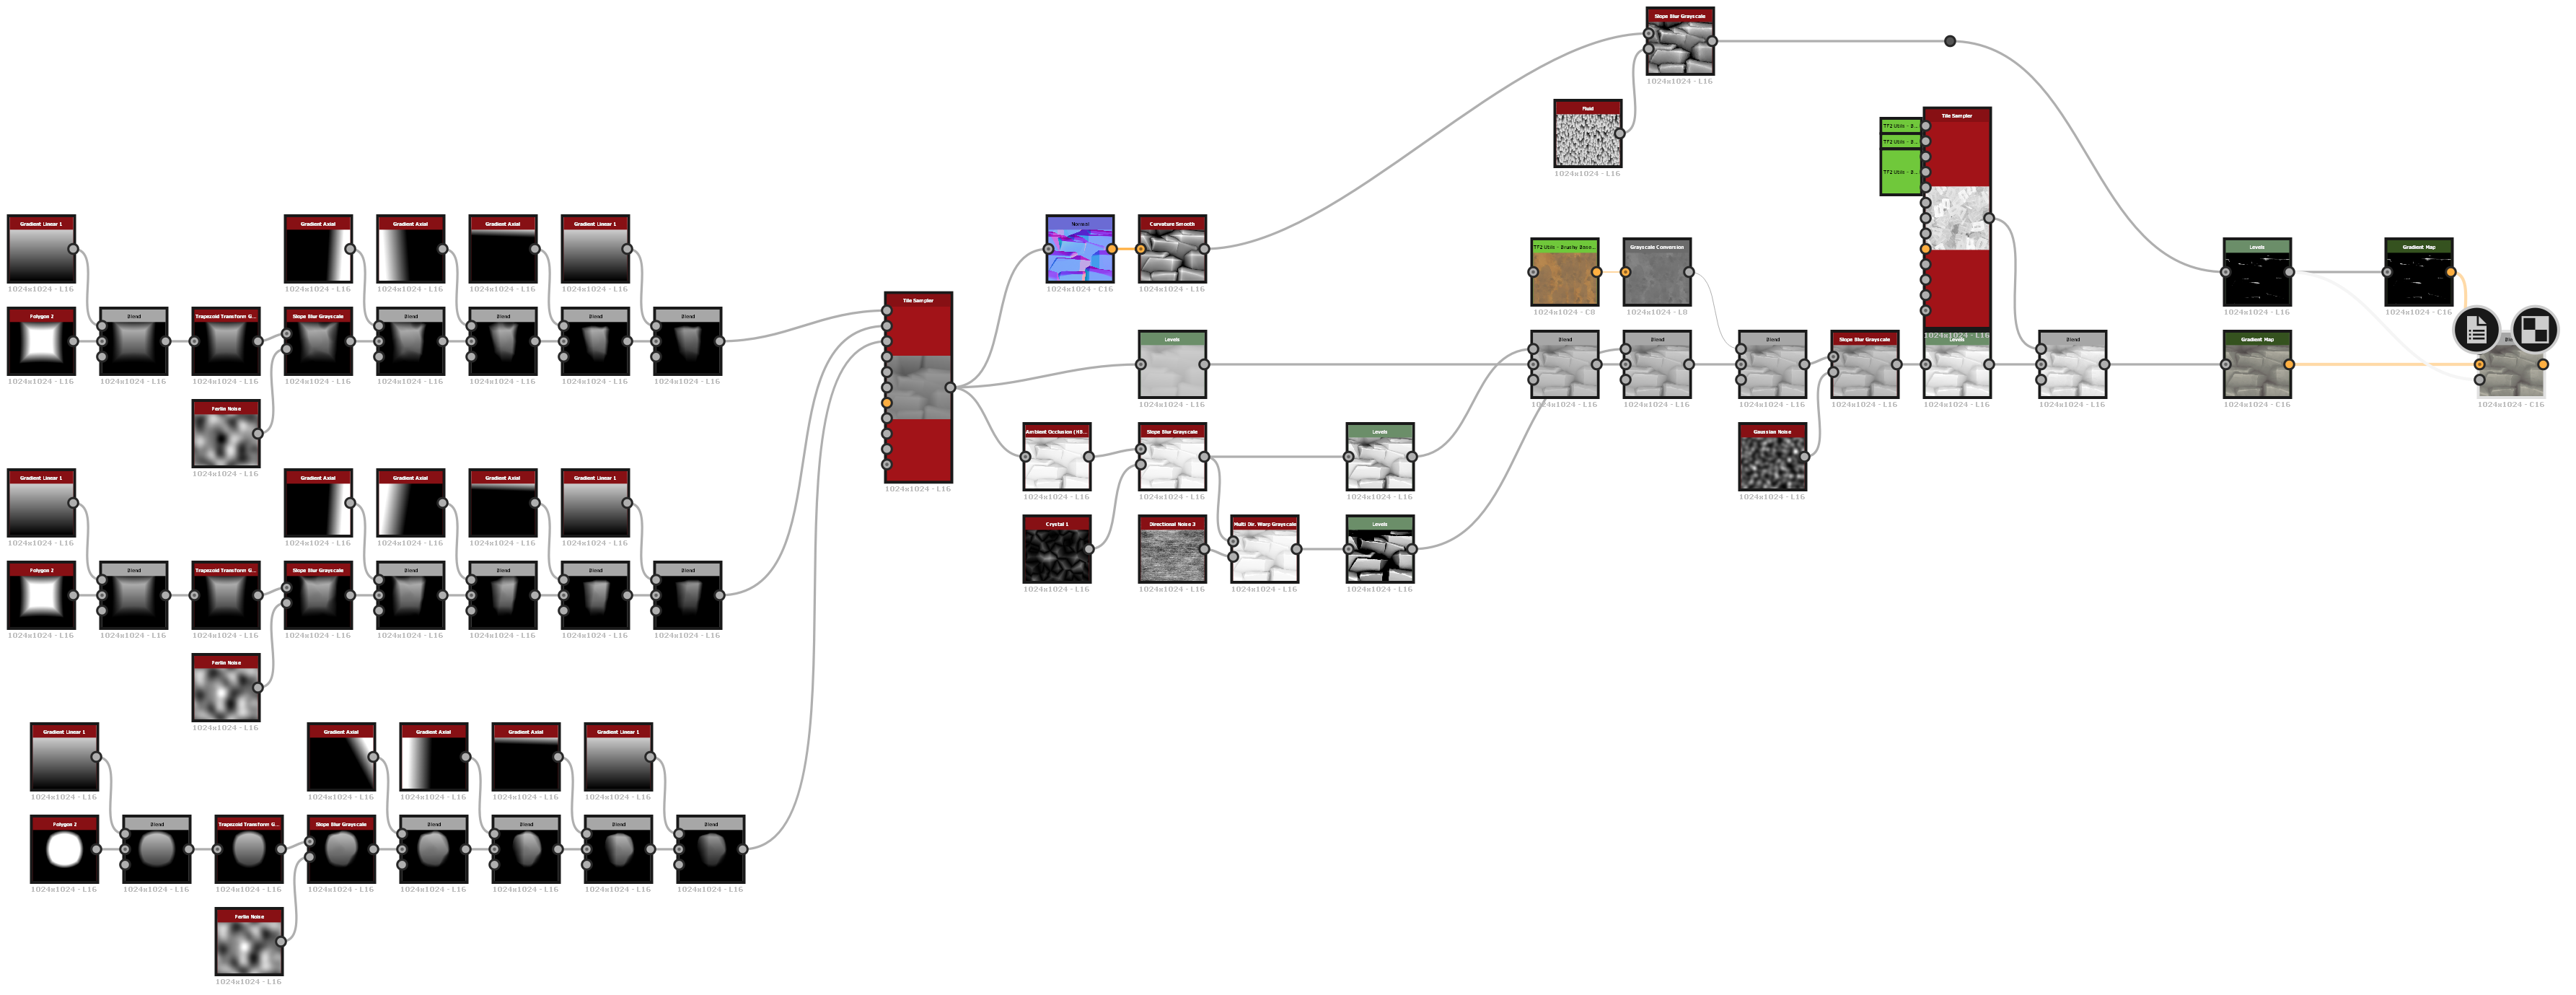 Slope Blur Grayscale
1024x1024 - L16
Fluid
1024x1024 - L16
Tile Sampler
TF2 Utils - B...
TF2 Utils - B...
TF2 Utils - B...
1024x1024 - L16
Gradient Linear 1
1024x1024 - L16
Gradient Axial
1024x1024 - L16
Gradient Axial
1024x1024 - L16
Gradient Axial
1024x1024 - L16
Gradient Linear 1
1024x1024 - L16
Normal
1024x1024 - C16
Curvature Smooth
1024x1024 - L16
TF2 Utils - Brushy Base...
1024x1024 - C8
Grayscale Conversion
1024x1024 - L8
Levels
1024x1024 - L16
Gradient Map
1024x1024 - C16
Polygon 2
1024x1024 - L16
Blend
1024x1024 - L16
Trapezoid Transform G...
1024x1024 - L16
Slope Blur Grayscale
1024x1024 - L16
Blend
1024x1024 - L16
Blend
1024x1024 - L16
Blend
1024x1024 - L16
Blend
1024x1024 - L16
Perlin Noise
1024x1024 - L16
Tile Sampler
1024x1024 - L16
Levels
1024x1024 - L16
Blend
1024x1024 - L16
Blend
1024x1024 - L16
Blend
1024x1024 - L16
Slope Blur Grayscale
1024x1024 - L16
Levels
1024x1024 - L16
Blend
1024x1024 - L16
Gradient Map
1024x1024 - C16
1024x1024 - C16
Ambient Occlusion (HB...
1024x1024 - L16
Slope Blur Grayscale
1024x1024 - L16
Levels
1024x1024 - L16
Gaussian Noise
1024x1024 - L16
Crystal 1
1024x1024 - L16
Directional Noise 3
1024x1024 - L16
Multi Dir. Warp Grayscale
1024x1024 - L16
Levels
1024x1024 - L16
Gradient Linear 1
1024x1024 - L16
Gradient Axial
1024x1024 - L16
Gradient Axial
1024x1024 - L16
Gradient Axial
1024x1024 - L16
Gradient Linear 1
1024x1024 - L16
Polygon 2
1024x1024 - L16
Blend
1024x1024 - L16
Trapezoid Transform G...
1024x1024 - L16
Slope Blur Grayscale
1024x1024 - L16
Blend
1024x1024 - L16
Blend
1024x1024 - L16
Blend
1024x1024 - L16
Blend
1024x1024 - L16
Perlin Noise
1024x1024 - L16
Gradient Linear 1
1024x1024 - L16
Gradient Axial
1024x1024 - L16
Gradient Axial
1024x1024 - L16
Gradient Axial
1024x1024 - L16
Gradient Linear 1
1024x1024 - L16
Polygon 2
1024x1024 - L16
Blend
1024x1024 - L16
Trapezoid Transform G...
1024x1024 - L16
Slope Blur Grayscale
1024x1024 - L16
Blend
1024x1024 - L16
Blend
1024x1024 - L16
Blend
1024x1024 - L16
Blend
1024x1024 - L16
Perlin Noise
1024x1024 - L16